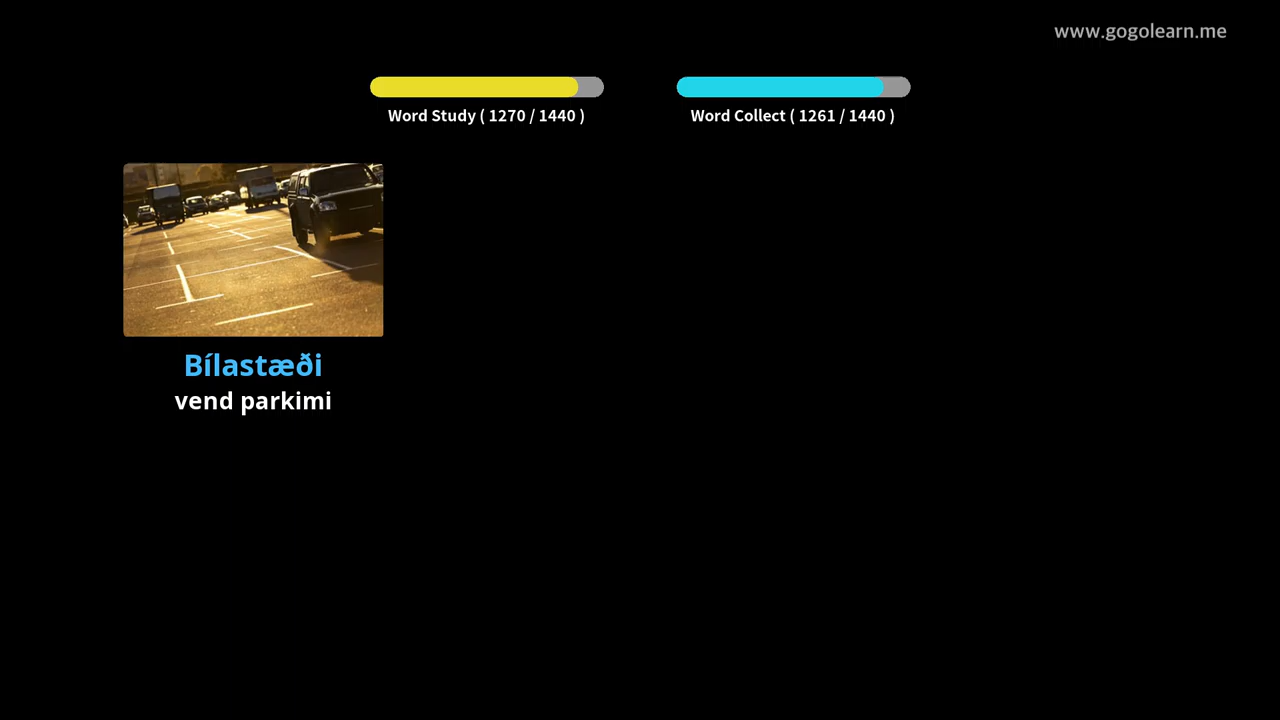 www.gogolearn.me
Word Study ( 1270 / 1440 )
Word Collect ( 1261 / 1440 )
Bílastæði
vend parkimi